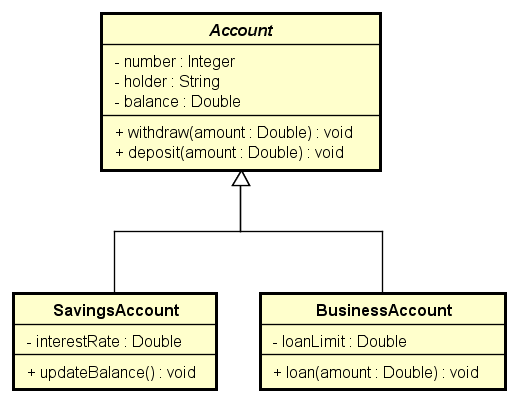 Account
- number : Integer
- holder : String
- balance : Double
+ withdraw(amount : Double) : void
+ deposit(amount : Double) : void
SavingsAccount
- interestRate : Double
+ updateBalance() : void
BusinessAccount
- loanLimit : Double
+ loan(amount : Double) : void